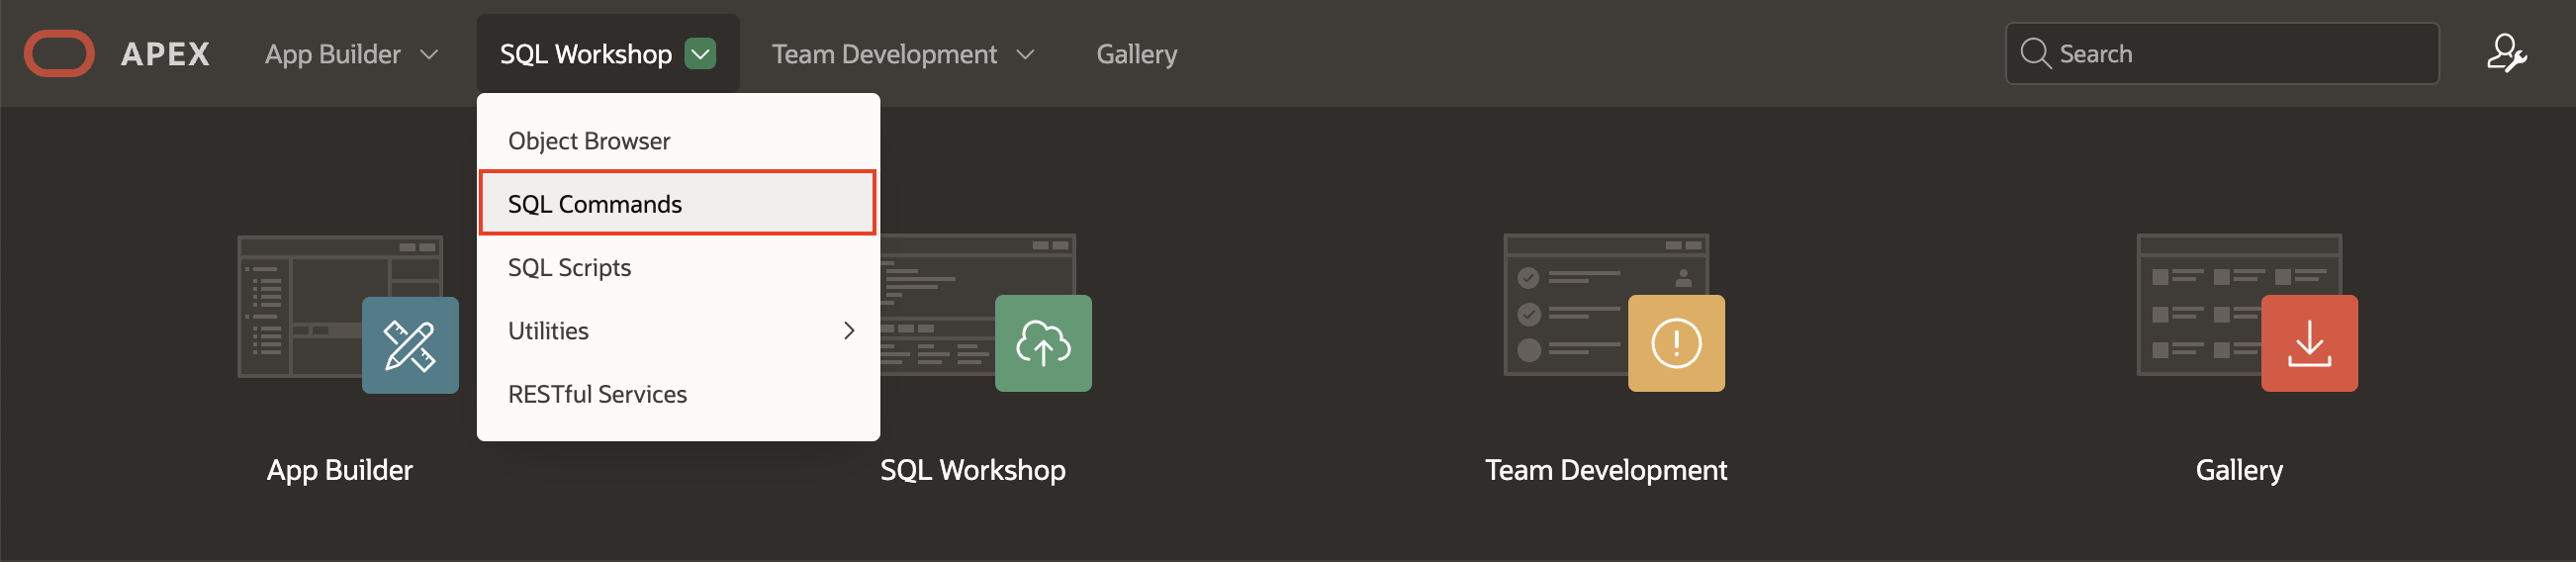 APEX App Builder SQL Workshop Team Development Gallery Search
Object Browser
SQL Commands
SQL Scripts
Utilities
RESTful Services
App Builder SQL Workshop Team Development Gallery